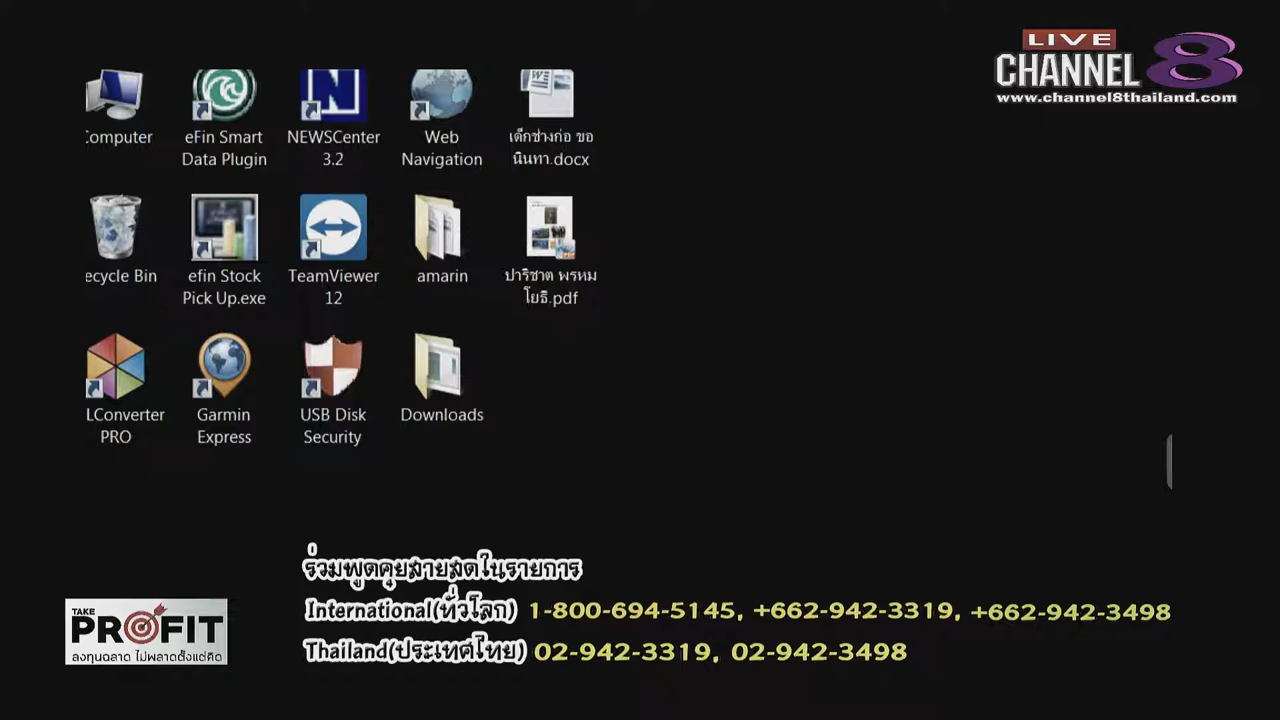 LIVE
CHANNEL 8
www.channel8thailand.com
Computer
eFin Smart
Data Plugin
NEWSCenter
3.2
Web
Navigation
เด็กช่างก่อ ขอ
นินทา.docx
ecycle Bin
efin Stock
Pick Up.exe
TeamViewer
12
amarin
ปาริชาต พรหม
โยธิ.pdf
LConverter
PRO
Garmin
Express
USB Disk
Security
Downloads
ร่วมพูดคุยสายสดในรายการ
International(ทั่วโลก) 1-800-694-5145, +662-942-3319, +662-942-3498
Thailand(ประเทศไทย) 02-942-3319, 02-942-3498
TAKE
PROFIT
ลงทุนฉลาด ไม่พลาดตั้งแต่คิด